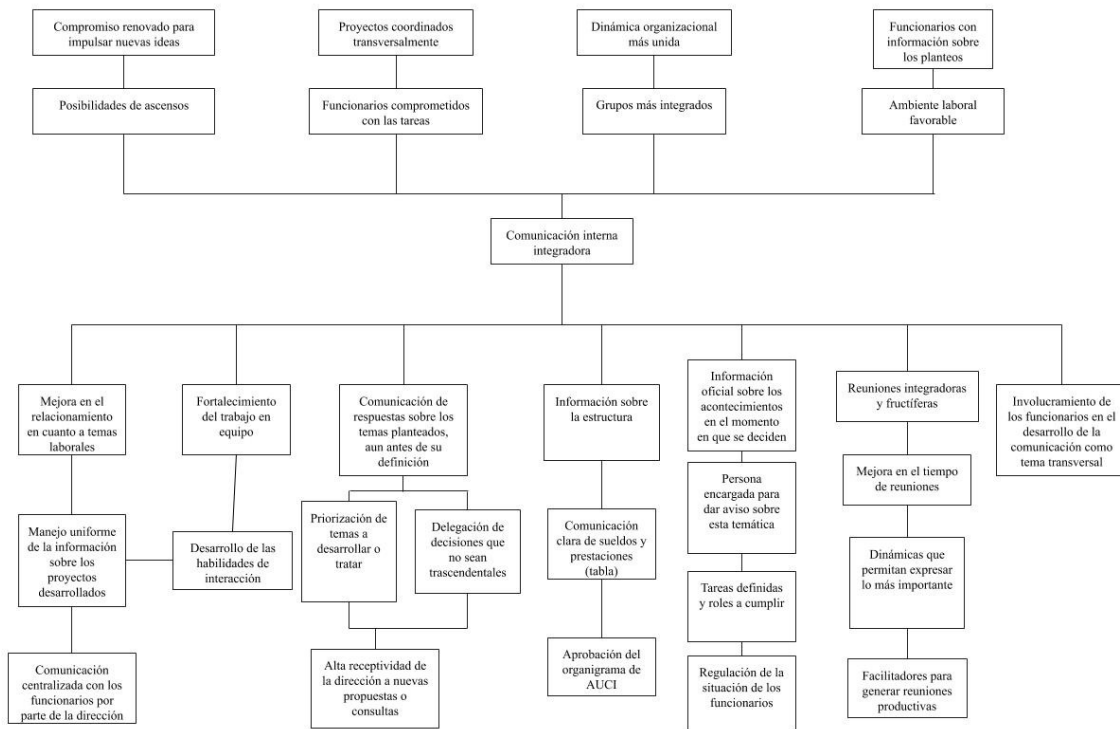 Compromiso renovado para
impulsar nuevas ideas
Proyectos coordinados
transversalmente
Dinámica organizacional
más unida
Funcionarios con
información sobre
los planteos
Posibilidades de ascensos
Funcionarios comprometidos
con las tareas
Grupos más integrados
Ambiente laboral
favorable
Comunicación interna
integradora
Mejora en el
relacionamiento
en cuanto a temas
laborales
Fortalecimiento
del trabajo en
equipo
Comunicación de
respuestas sobre los
temas planteados,
aun antes de su
definición
Información sobre
la estructura
Información
oficial sobre los
acontecimientos
en el momento
en que se deciden
Reuniones integradoras
y fructíferas
Involucramiento de
los funcionarios en el
desarrollo de la
comunicación como
tema transversal
Manejo uniforme
de la información
sobre los
proyectos
desarrollados
Desarrollo de las
habilidades de
interacción
Priorización de
temas a
desarrollar o
tratar
Delegación de
decisiones que
no sean
trascendentales
Comunicación
clara de sueldos y
prestaciones
(tabla)
Persona
encargada para
dar aviso sobre
esta temática
Mejora en el tiempo
de reuniones
Tareas definidas
y roles a cumplir
Dinámicas que
permitan expresar
lo más importante
Comunicación
centralizada con los
funcionarios por
parte de la dirección
Alta receptividad de
la dirección a nuevas
propuestas o
consultas
Aprobación del
organigrama de
AUCI
Regulación de la
situación de los
funcionarios
Facilitadores para
generar reuniones
productivas